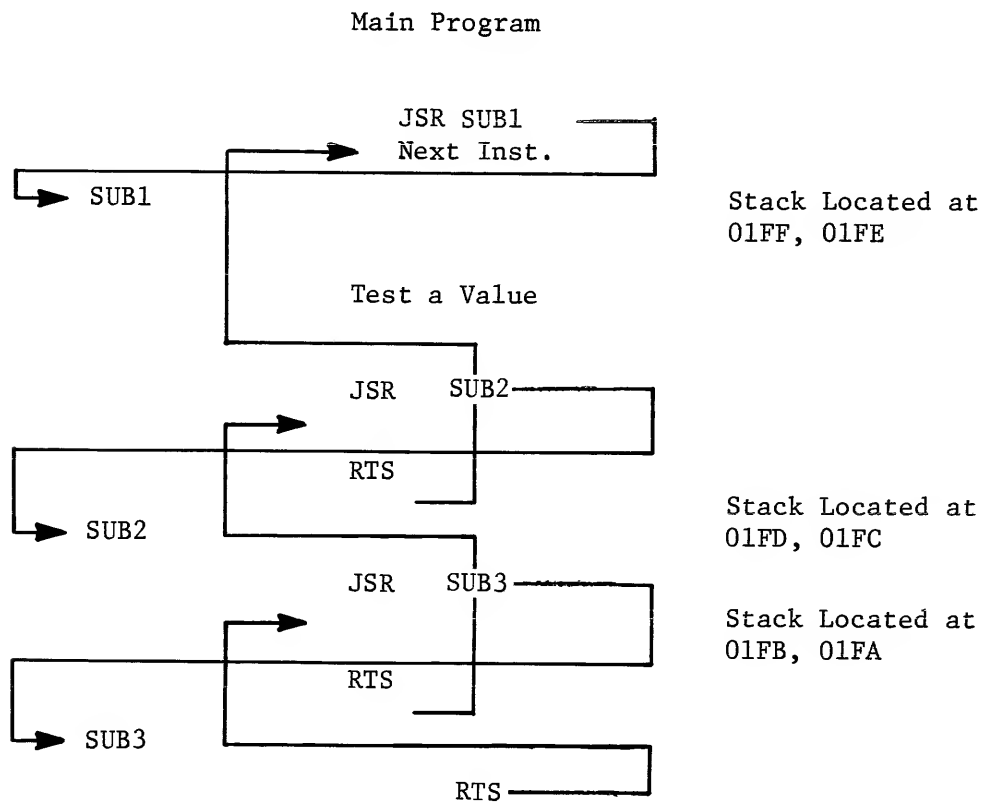 Main Program
JSR SUB1
Next Inst.
SUB1
Stack Located at
01FF, 01FE
Test a Value
JSR SUB2
RTS
SUB2
Stack Located at
01FD, 01FC
JSR SUB3
Stack Located at
01FB, 01FA
RTS
SUB3
RTS